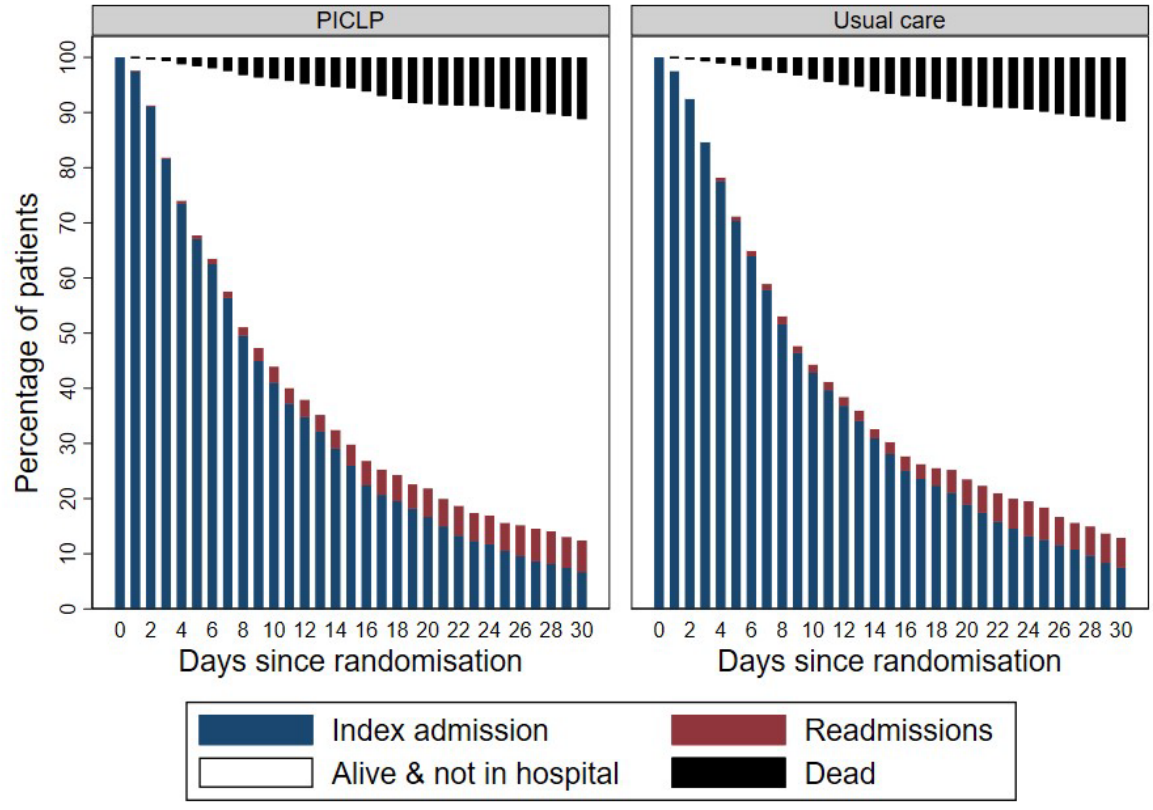 PICLP
Usual care
Percentage of patients
100
90
80
70
60
50
40
30
20
10
0
0 2 4 6 8 10 12 14 16 18 20 22 24 26 28 30
0 2 4 6 8 10 12 14 16 18 20 22 24 26 28 30
Days since randomisation
Days since randomisation
Index admission
Readmissions
Alive & not in hospital
Dead